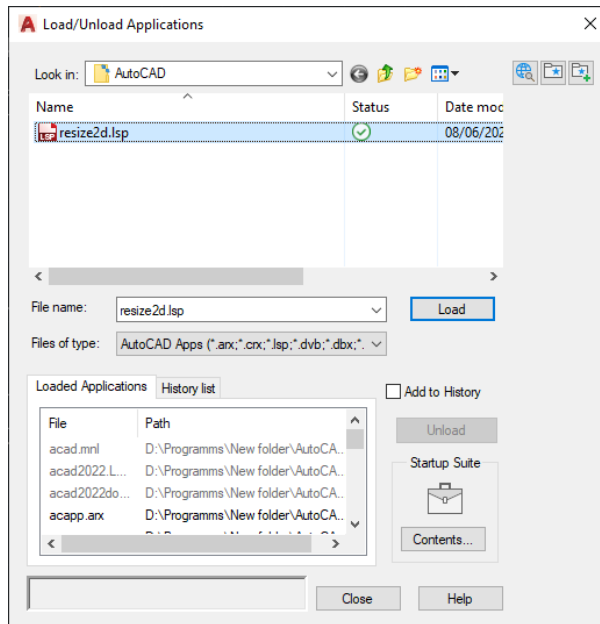 A Load/Unload Applications
Look in: AutoCAD
Name Status Date mod
LSP resize2d.lsp 08/06/202
File name: resize2d.lsp Load
Files of type: AutoCAD Apps (*.arx;*.crx;*.lsp;*.dvb;*.dbx;*.
Loaded Applications History list Add to History
File Path Unload
acad.mnl D:\Programms\New folder\AutoCA..
acad2022.L... D:\Programms\New folder\AutoCA..
Startup Suite
acad2022do... D:\Programms\New folder\AutoCA..
acapp.arx D:\Programms\New folder\AutoCA..
Contents...
Close Help